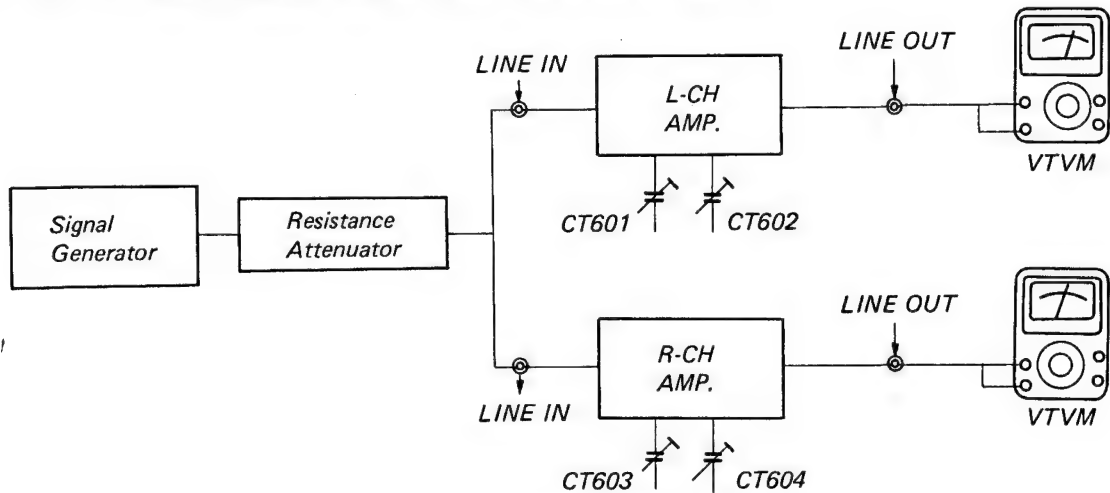 LINE IN
L-CH
AMP.
LINE OUT
VTVM
CT601
CT602
Signal
Generator
Resistance
Attenuator
LINE IN
R-CH
AMP.
LINE OUT
VTVM
CT603
CT604